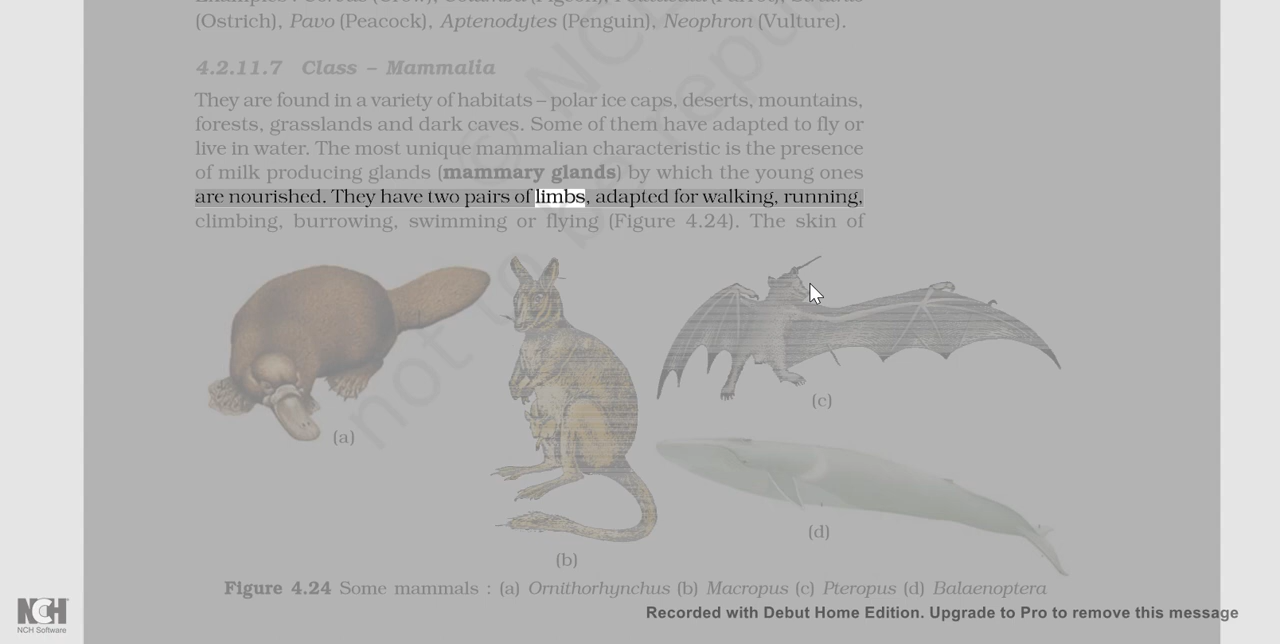 (Ostrich), Pavo (Peacock), Aptenodytes (Penguin), Neophron (Vulture).
4.2.11.7 Class – Mammalia
They are found in a variety of habitats – polar ice caps, deserts, mountains,
forests, grasslands and dark caves. Some of them have adapted to fly or
live in water. The most unique mammalian characteristic is the presence
of milk producing glands (mammary glands) by which the young ones
are nourished. They have two pairs of limbs, adapted for walking, running,
climbing, burrowing, swimming or flying (Figure 4.24). The skin of
(a)
(b)
(c)
(d)
Figure 4.24 Some mammals : (a) Ornithorhynchus (b) Macropus (c) Pteropus (d) Balaenoptera
Recorded with Debut Home Edition. Upgrade to Pro to remove this message
NCH
NCH Software
not to be